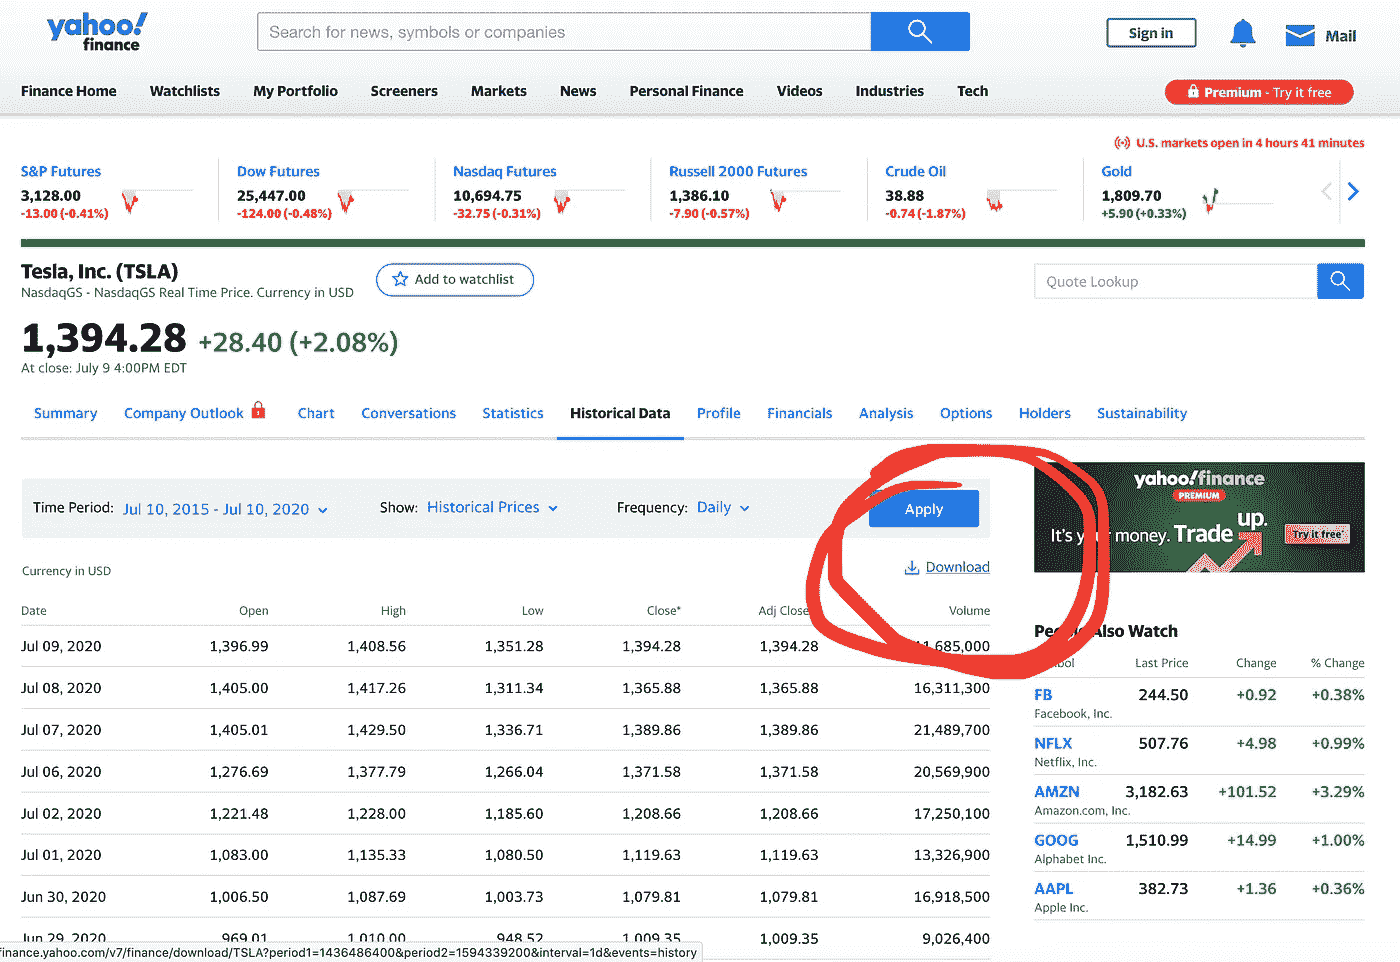 yahoo! finance
Search for news, symbols or companies
Sign in
Mail
Finance Home Watchlists My Portfolio Screeners Markets News Personal Finance Videos Industries Tech
Premium - Try it free
U.S. markets open in 4 hours 41 minutes
S&P Futures Dow Futures Nasdaq Futures Russell 2000 Futures Crude Oil Gold
3,128.00 25,447.00 10,694.75 1,386.10 38.88 1,809.70
-13.00 (-0.41%) -124.00 (-0.48%) -32.75 (-0.31%) -7.90 (-0.57%) -0.74 (-1.87%) +5.90 (+0.33%)
Tesla, Inc. (TSLA)
NasdaqGS - NasdaqGS Real Time Price. Currency in USD
Add to watchlist
Quote Lookup
1,394.28 +28.40 (+2.08%)
At close: July 9 4:00PM EDT
Summary Company Outlook Chart Conversations Statistics Historical Data Profile Financials Analysis Options Holders Sustainability
Time Period: Jul 10, 2015 - Jul 10, 2020 Show: Historical Prices Frequency: Daily Apply
Currency in USD Download
Date Open High Low Close* Adj Close Volume
Jul 09, 2020 1,396.99 1,408.56 1,351.28 1,394.28 1,394.28 11,685,000
Jul 08, 2020 1,405.00 1,417.26 1,311.34 1,365.88 1,365.88 16,311,300
Jul 07, 2020 1,405.01 1,429.50 1,336.71 1,389.86 1,389.86 21,489,700
Jul 06, 2020 1,276.69 1,377.79 1,266.04 1,371.58 1,371.58 20,569,900
Jul 02, 2020 1,221.48 1,228.00 1,185.60 1,208.66 1,208.66 17,250,100
Jul 01, 2020 1,083.00 1,135.33 1,080.50 1,119.63 1,119.63 13,326,900
Jun 30, 2020 1,006.50 1,087.69 1,003.73 1,079.81 1,079.81 16,918,500
Jun 29, 2020 969.01 1,010.00 948.52 1,009.35 1,009.35 9,026,400
finance.yahoo.com/v7/finance/download/TSLA?period1=1436486400&period2=1594339200&interval=1d&events=history
yahoo!finance
PREMIUM
It's your money. Trade up.
Try it free*
People Also Watch
Last Price Change % Change
FB 244.50 +0.92 +0.38%
Facebook, Inc.
NFLX 507.76 +4.98 +0.99%
Netflix, Inc.
AMZN 3,182.63 +101.52 +3.29%
Amazon.com, Inc.
GOOG 1,510.99 +14.99 +1.00%
Alphabet Inc.
AAPL 382.73 +1.36 +0.36%
Apple Inc.